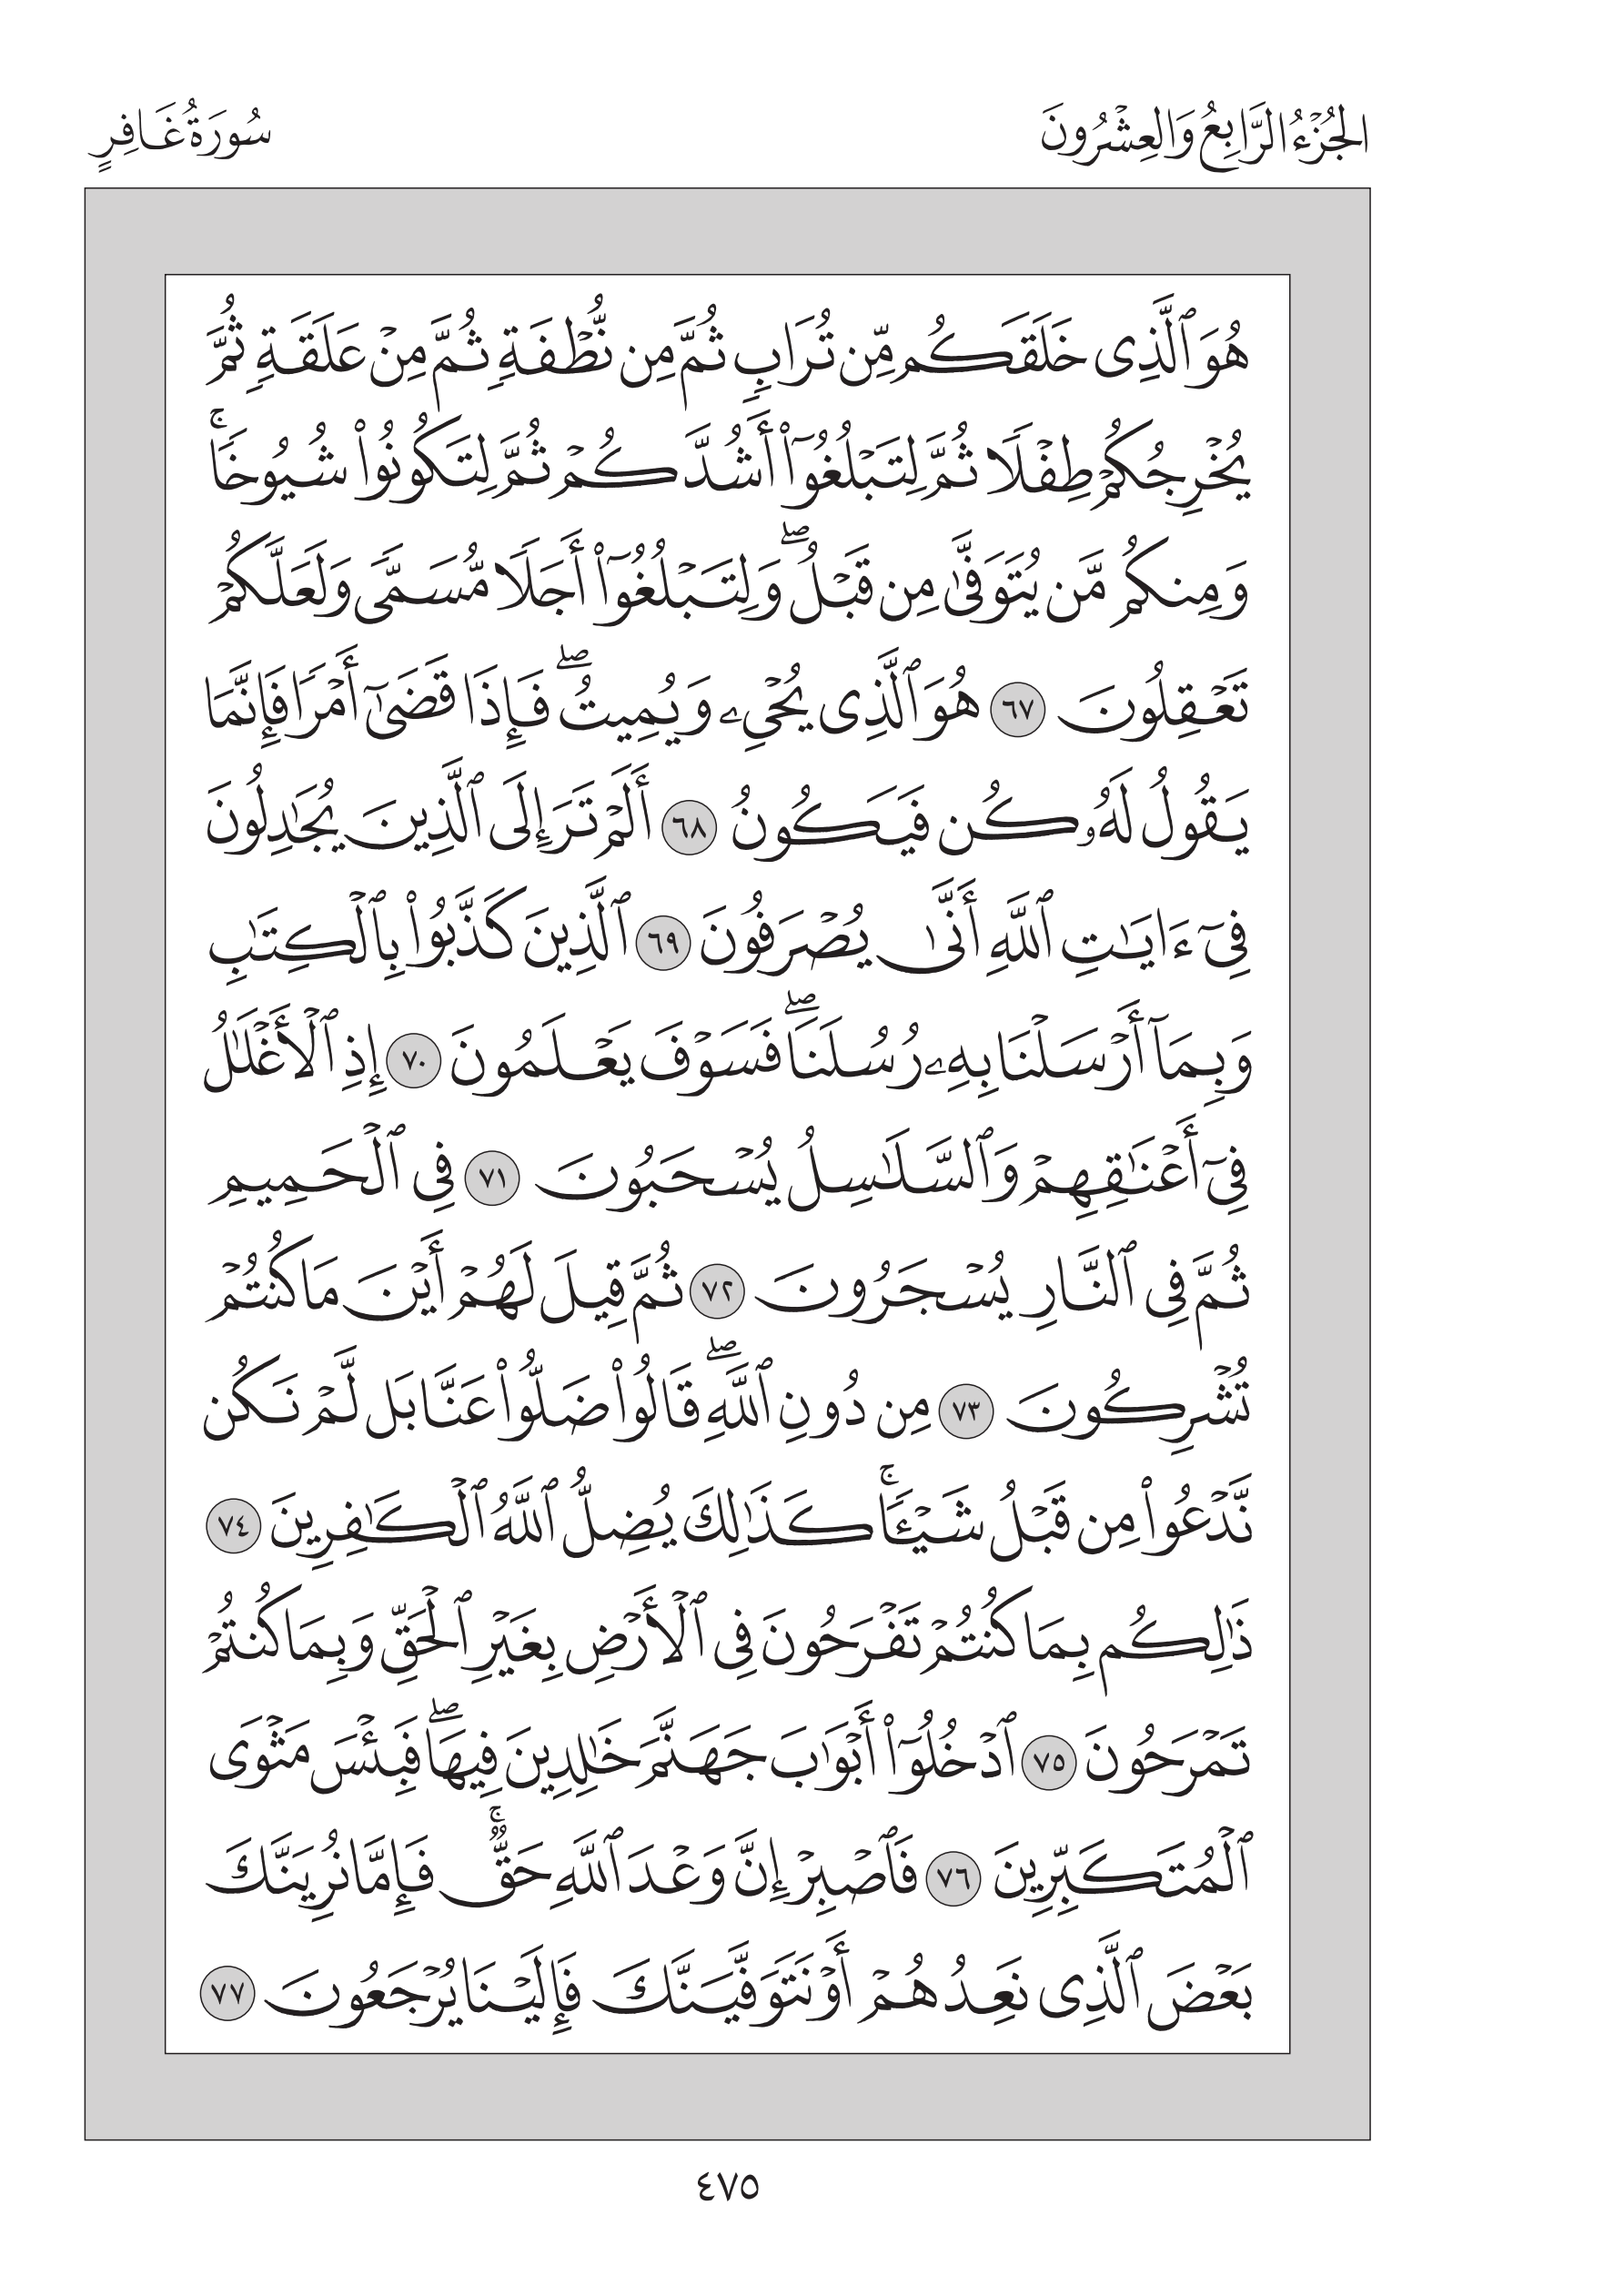 الجُزْءُ الرَّابِعُ وَالعِشْرُونَ
سُورَةُ غَافِرٍ
هُوَ ٱلَّذِى خَلَقَكُم مِّن تُرَابٍ ثُمَّ مِن نُّطْفَةٍ ثُمَّ مِنْ عَلَقَةٍ ثُمَّ
يُخْرِجُكُمْ طِفْلًا ثُمَّ لِتَبْلُغُوٓا۟ أَشُدَّكُمْ ثُمَّ لِتَكُونُوا۟ شُيُوخًا ۚ
وَمِنكُم مَّن يُتَوَفَّىٰ مِن قَبْلُ ۖ وَلِتَبْلُغُوٓا۟ أَجَلًا مُّسَمًّى وَلَعَلَّكُمْ
تَعْقِلُونَ ٦٧ هُوَ ٱلَّذِى يُحْىِۦ وَيُمِيتُ ۖ فَإِذَا قَضَىٰٓ أَمْرًا فَإِنَّمَا
يَقُولُ لَهُۥ كُن فَيَكُونُ ٦٨ أَلَمْ تَرَ إِلَى ٱلَّذِينَ يُجَـٰدِلُونَ
فِىٓ ءَايَـٰتِ ٱللَّهِ أَنَّىٰ يُصْرَفُونَ ٦٩ ٱلَّذِينَ كَذَّبُوا۟ بِٱلْكِتَـٰبِ
وَبِمَآ أَرْسَلْنَا بِهِۦ رُسُلَنَا ۖ فَسَوْفَ يَعْلَمُونَ ٧٠ إِذِ ٱلْأَغْلَـٰلُ
فِىٓ أَعْنَـٰقِهِمْ وَٱلسَّلَـٰسِلُ يُسْحَبُونَ ٧١ فِى ٱلْحَمِيمِ
ثُمَّ فِى ٱلنَّارِ يُسْجَرُونَ ٧٢ ثُمَّ قِيلَ لَهُمْ أَيْنَ مَا كُنتُمْ
تُشْرِكُونَ ٧٣ مِن دُونِ ٱللَّهِ ۖ قَالُوا۟ ضَلُّوا۟ عَنَّا بَل لَّمْ نَكُن
نَّدْعُوا۟ مِن قَبْلُ شَيْـًٔا ۚ كَذَٰلِكَ يُضِلُّ ٱللَّهُ ٱلْكَـٰفِرِينَ ٧٤
ذَٰلِكُم بِمَا كُنتُمْ تَفْرَحُونَ فِى ٱلْأَرْضِ بِغَيْرِ ٱلْحَقِّ وَبِمَا كُنتُمْ
تَمْرَحُونَ ٧٥ ٱدْخُلُوٓا۟ أَبْوَٰبَ جَهَنَّمَ خَـٰلِدِينَ فِيهَا ۖ فَبِئْسَ مَثْوَى
ٱلْمُتَكَبِّرِينَ ٧٦ فَٱصْبِرْ إِنَّ وَعْدَ ٱللَّهِ حَقٌّ ۚ فَإِمَّا نُرِيَنَّكَ
بَعْضَ ٱلَّذِى نَعِدُهُمْ أَوْ نَتَوَفَّيَنَّكَ فَإِلَيْنَا يُرْجَعُونَ ٧٧
٤٧٥